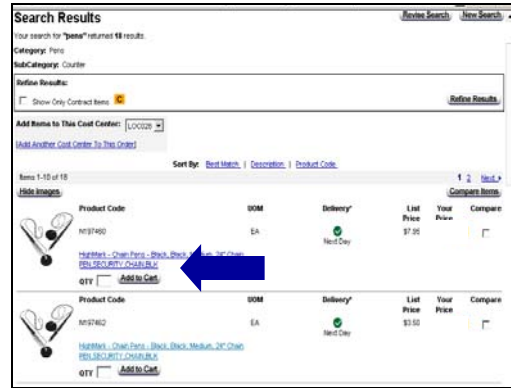 Search Results
Revise Search
New Search
Your search for "pens" returned 18 results.
Category: Pens
SubCategory: Counter
Refine Results:
Show Only Contract Items C
Refine Results
Add Items to This Cost Center: LOC028
[Add Another Cost Center To This Order]
Sort By: Best Match | Description | Product Code
Items 1-10 of 18
1 2 Next
Hide Images
Compare Items
Product Code UOM Delivery* List Price Your Price Compare
N197460 EA Next Day $7.95
HighMark - Chain Pens - Black, Black, Medium, 24" Chain
PEN,SECURITY,CHAIN,BLK
QTY Add to Cart
Product Code UOM Delivery* List Price Your Price Compare
N197462 EA Next Day $3.50
HighMark - Chain Pens - Black, Black, Medium, 24" Chain
PEN,SECURITY,CHAIN,BLK
QTY Add to Cart